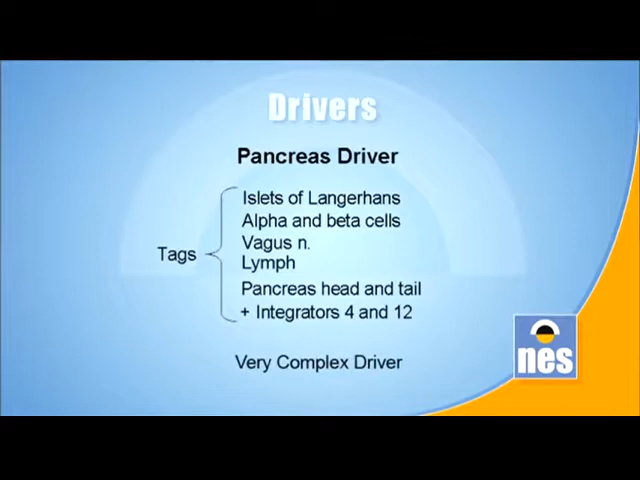 Drivers
Pancreas Driver
Islets of Langerhans
Alpha and beta cells
Vagus n.
Tags
Lymph
Pancreas head and tail
+ Integrators 4 and 12
Very Complex Driver
nes